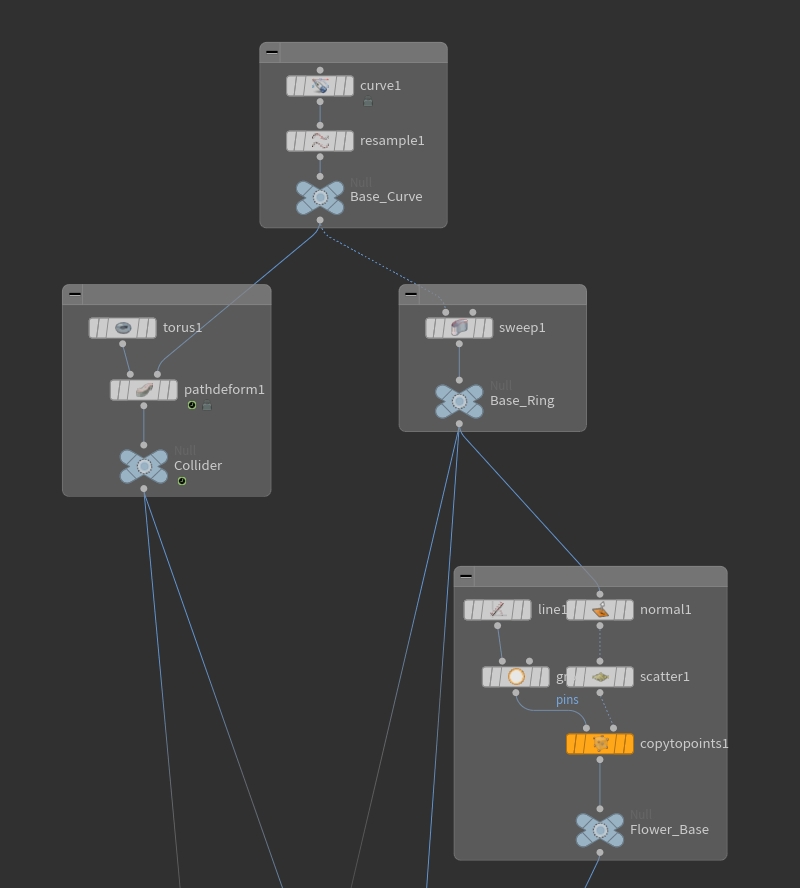 curve1
resample1
Null
Base_Curve
torus1
pathdeform1
Null
Collider
sweep1
Null
Base_Ring
line1
normal1
gr
scatter1
pins
copytopoints1
Null
Flower_Base